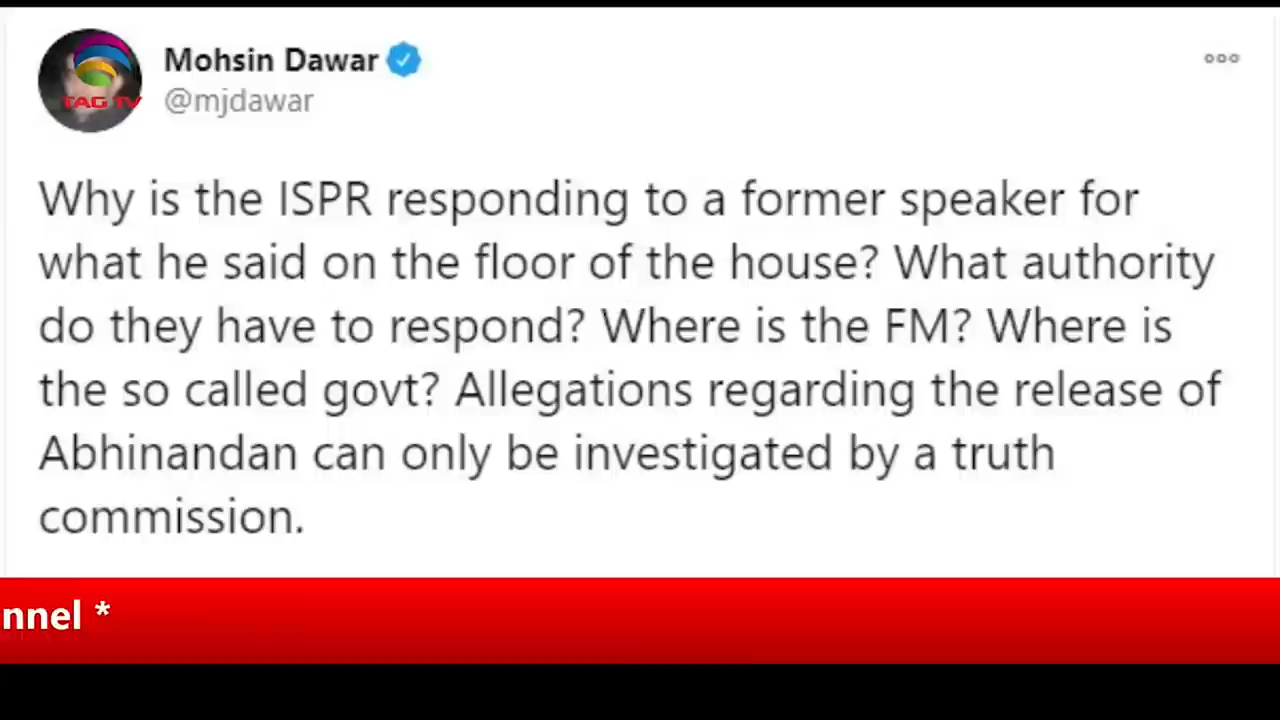 Mohsin Dawar
@mjdawar
TAG TV
Why is the ISPR responding to a former speaker for
what he said on the floor of the house? What authority
do they have to respond? Where is the FM? Where is
the so called govt? Allegations regarding the release of
Abhinandan can only be investigated by a truth
commission.
nnel *